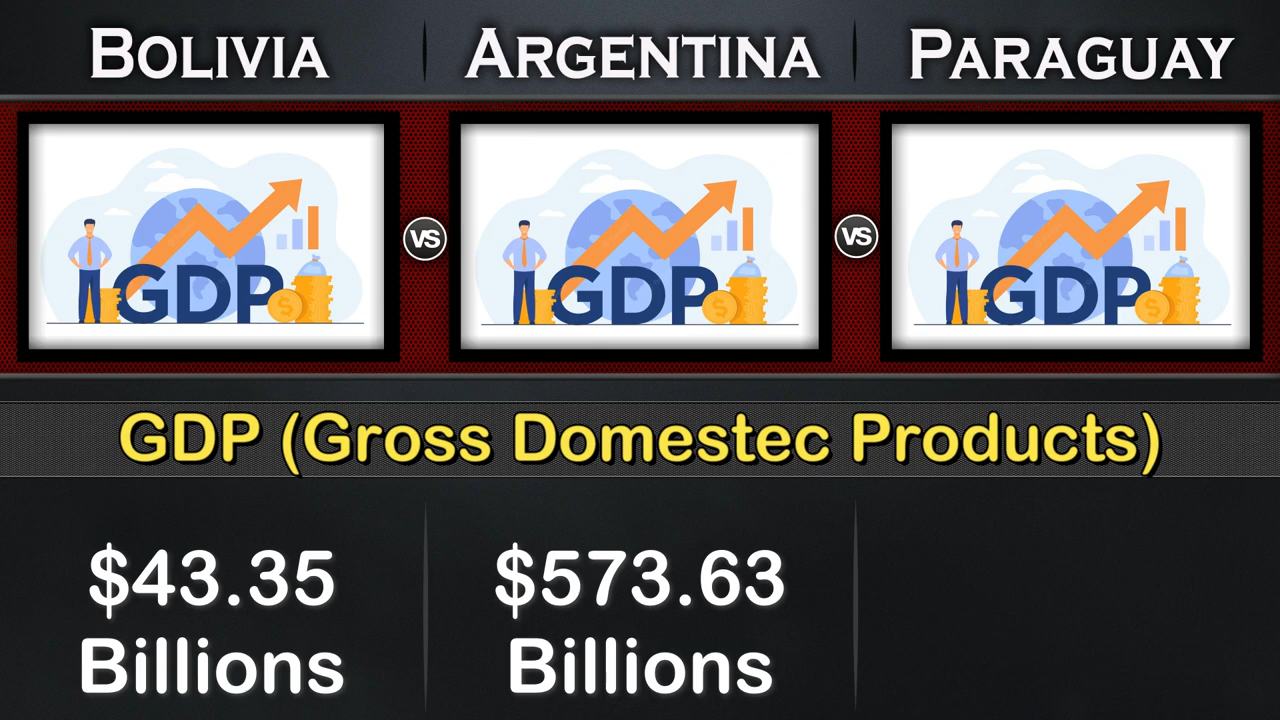 BOLIVIA
ARGENTINA
PARAGUAY
GDP
VS
GDP
VS
GDP
GDP (Gross Domestec Products)
$43.35
Billions
$573.63
Billions